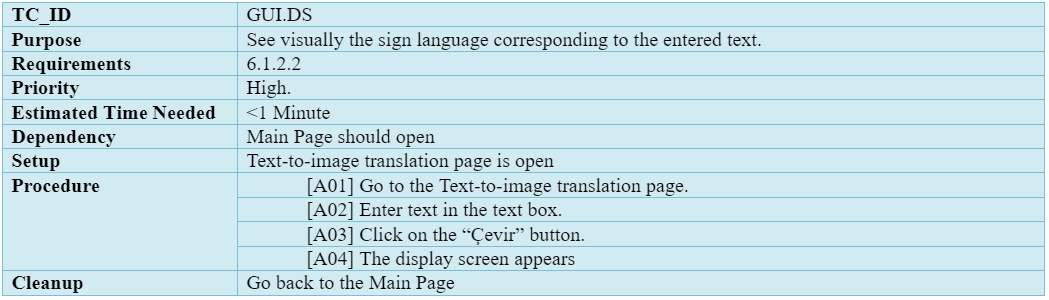 TC_ID GUI.DS
Purpose See visually the sign language corresponding to the entered text.
Requirements 6.1.2.2
Priority High.
Estimated Time Needed <1 Minute
Dependency Main Page should open
Setup Text-to-image translation page is open
Procedure [A01] Go to the Text-to-image translation page.
[A02] Enter text in the text box.
[A03] Click on the “Çevir” button.
[A04] The display screen appears
Cleanup Go back to the Main Page